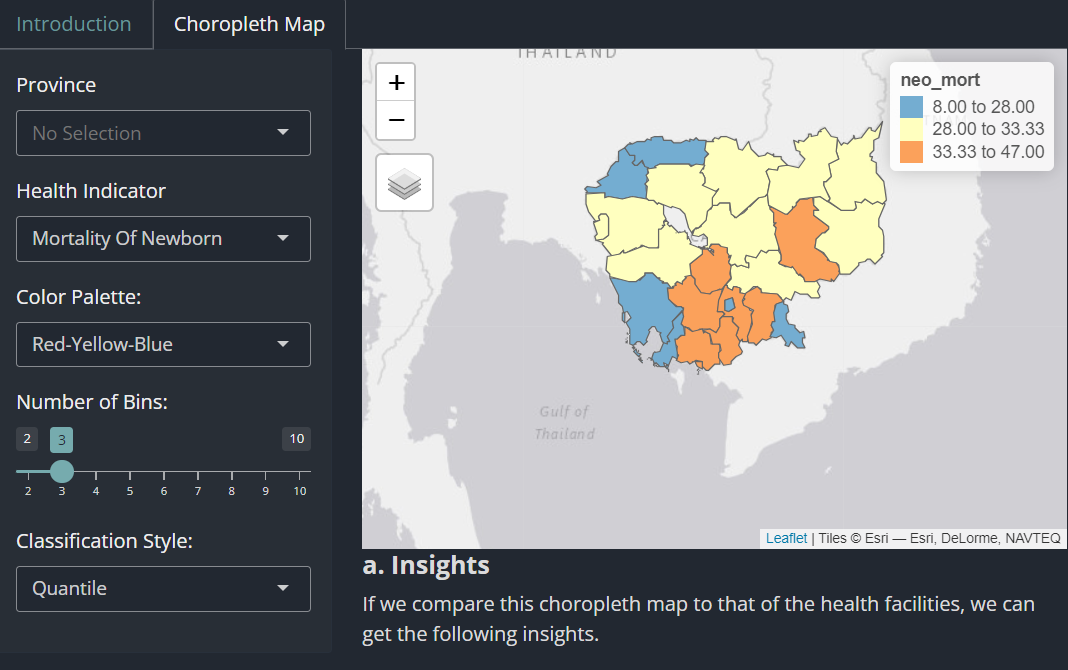 Introduction
Choropleth Map
Province
No Selection
Health Indicator
Mortality Of Newborn
Color Palette:
Red-Yellow-Blue
Number of Bins:
2 3 10
2 3 4 5 6 7 8 9 10
Classification Style:
Quantile
THAILAND
+
−
neo_mort
8.00 to 28.00
28.00 to 33.33
33.33 to 47.00
Gulf of
Thailand
Leaflet | Tiles © Esri — Esri, DeLorme, NAVTEQ
a. Insights
If we compare this choropleth map to that of the health facilities, we can
get the following insights.